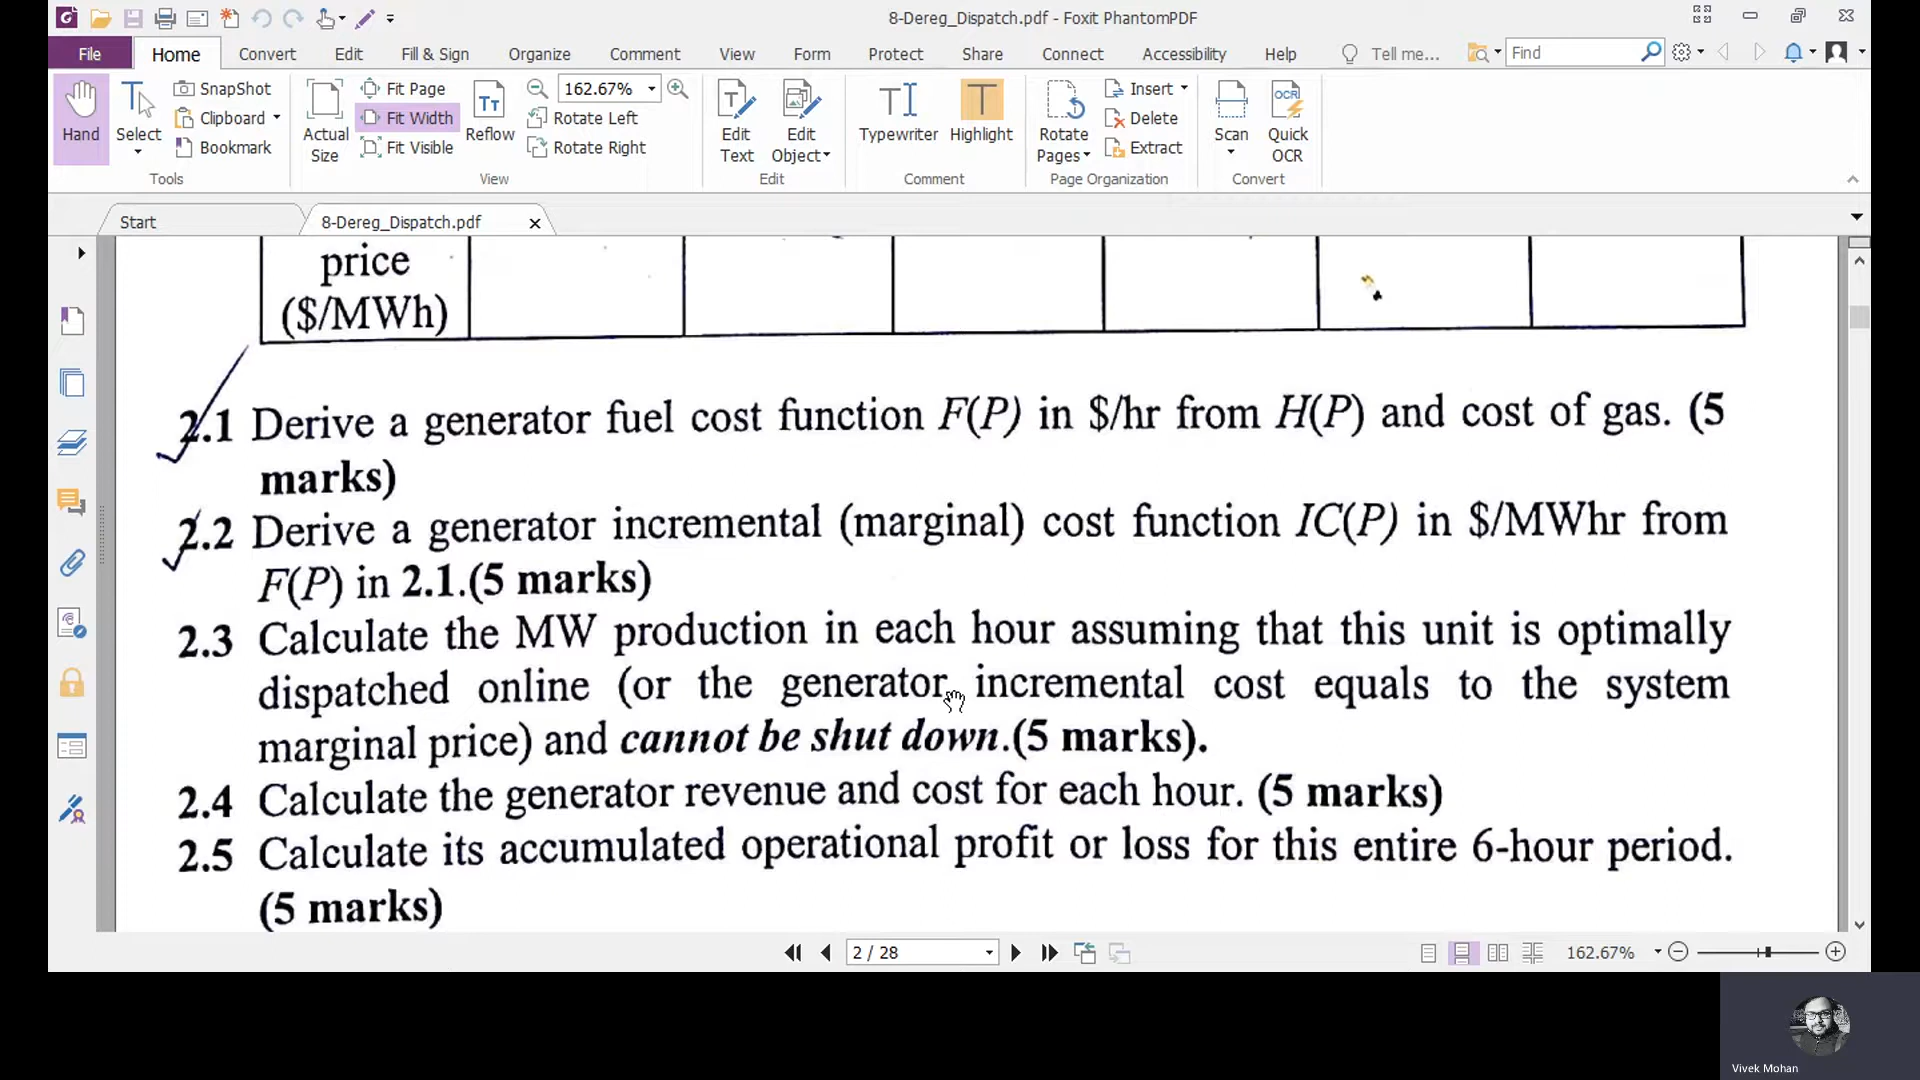 8-Dereg_Dispatch.pdf - Foxit PhantomPDF
File Home Convert Edit Fill & Sign Organize Comment View Form Protect Share Connect Accessibility Help Tell me... Find
Hand Select SnapShot Clipboard Bookmark
Tools
Actual Size Fit Page Fit Width Fit Visible Reflow 162.67% Rotate Left Rotate Right
View
Edit Text Edit Object
Edit
Typewriter Highlight
Comment
Rotate Pages Insert Delete Extract
Page Organization
Scan Quick OCR
Convert
Start 8-Dereg_Dispatch.pdf
price
($/MWh)
2.1 Derive a generator fuel cost function F(P) in $/hr from H(P) and cost of gas. (5
marks)
2.2 Derive a generator incremental (marginal) cost function IC(P) in $/MWhr from
F(P) in 2.1.(5 marks)
2.3 Calculate the MW production in each hour assuming that this unit is optimally
dispatched online (or the generator incremental cost equals to the system
marginal price) and cannot be shut down.(5 marks).
2.4 Calculate the generator revenue and cost for each hour. (5 marks)
2.5 Calculate its accumulated operational profit or loss for this entire 6-hour period.
(5 marks)
2 / 28 162.67%
Vivek Mohan